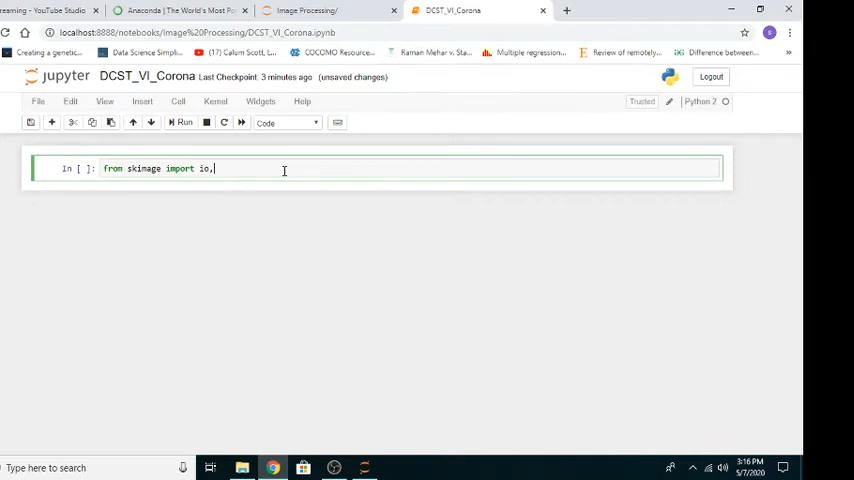 reaming - YouTube Studio
Anaconda | The World's Most Po
Image Processing/
DCST_VI_Corona
localhost:8888/notebooks/Image%20Processing/DCST_VI_Corona.ipynb
Creating a genetic...
Data Science Simpli...
(17) Calum Scott, L...
COCOMO Resource...
Raman Mehar v. Sta...
Multiple regression...
Review of remotely...
Difference between...
»
s
jupyter DCST_VI_Corona Last Checkpoint: 3 minutes ago (unsaved changes)
Logout
File Edit View Insert Cell Kernel Widgets Help
Trusted
Python 2
Run
Code
In [ ]: from skimage import io,
Type here to search
3:16 PM
5/7/2020